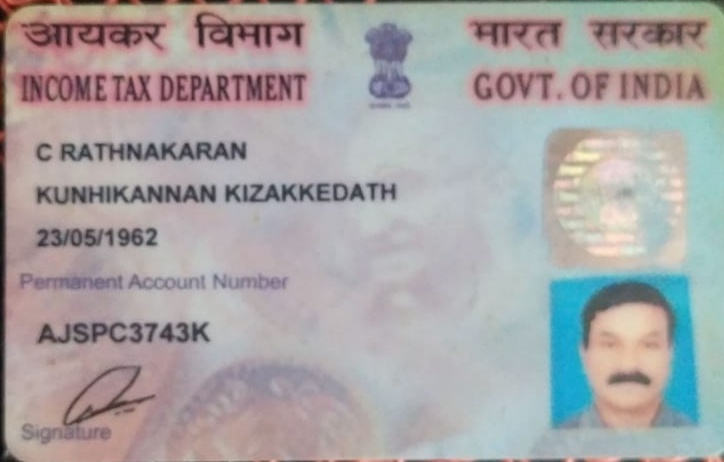 आयकर विभाग
भारत सरकार
INCOME TAX DEPARTMENT
GOVT. OF INDIA
C RATHNAKARAN
KUNHIKANNAN KIZAKKEDATH
23/05/1962
Permanent Account Number
AJSPC3743K
Signature